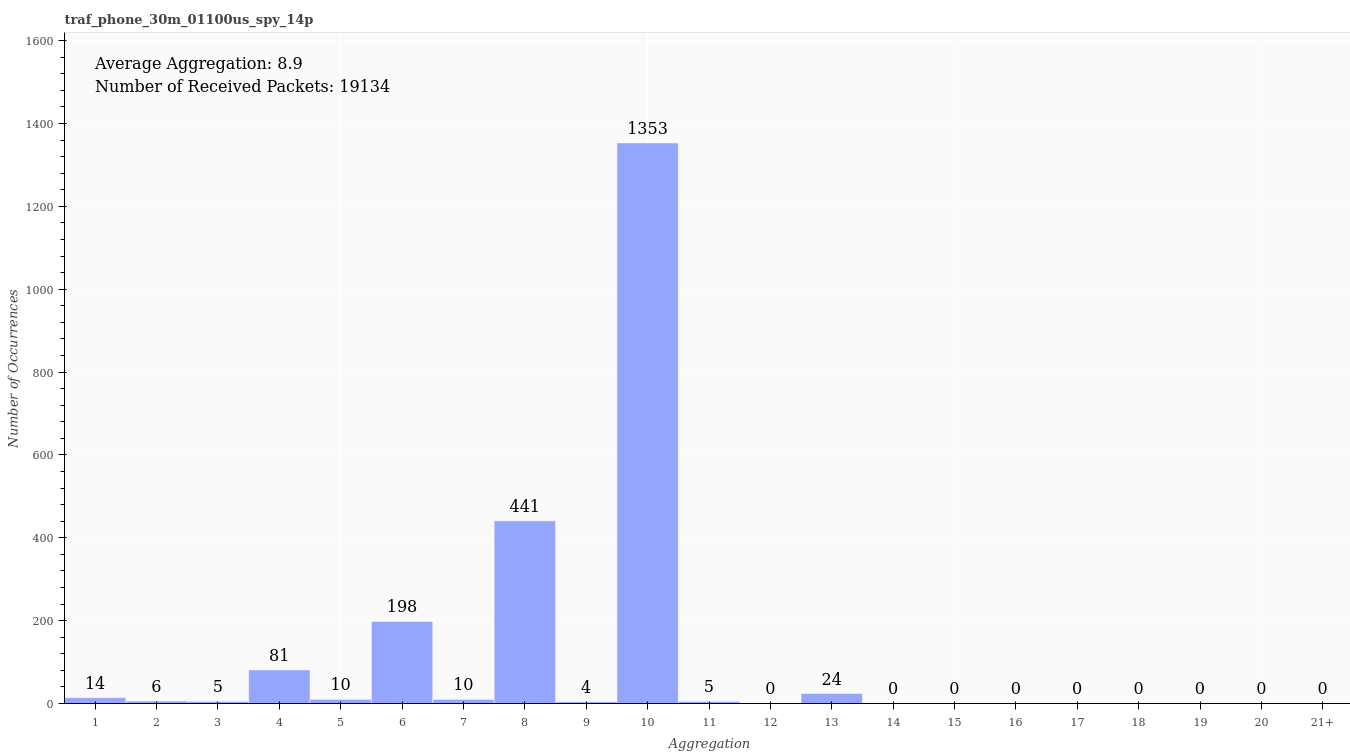 traf_phone_30m_01100us_spy_14p
Average Aggregation: 8.9
Number of Received Packets: 19134
Number of Occurrences
1600
1400
1200
1000
800
600
400
200
0
14 6 5 81 10 198 10 441 4 1353 5 0 24 0 0 0 0 0 0 0 0
1 2 3 4 5 6 7 8 9 10 11 12 13 14 15 16 17 18 19 20 21+
Aggregation